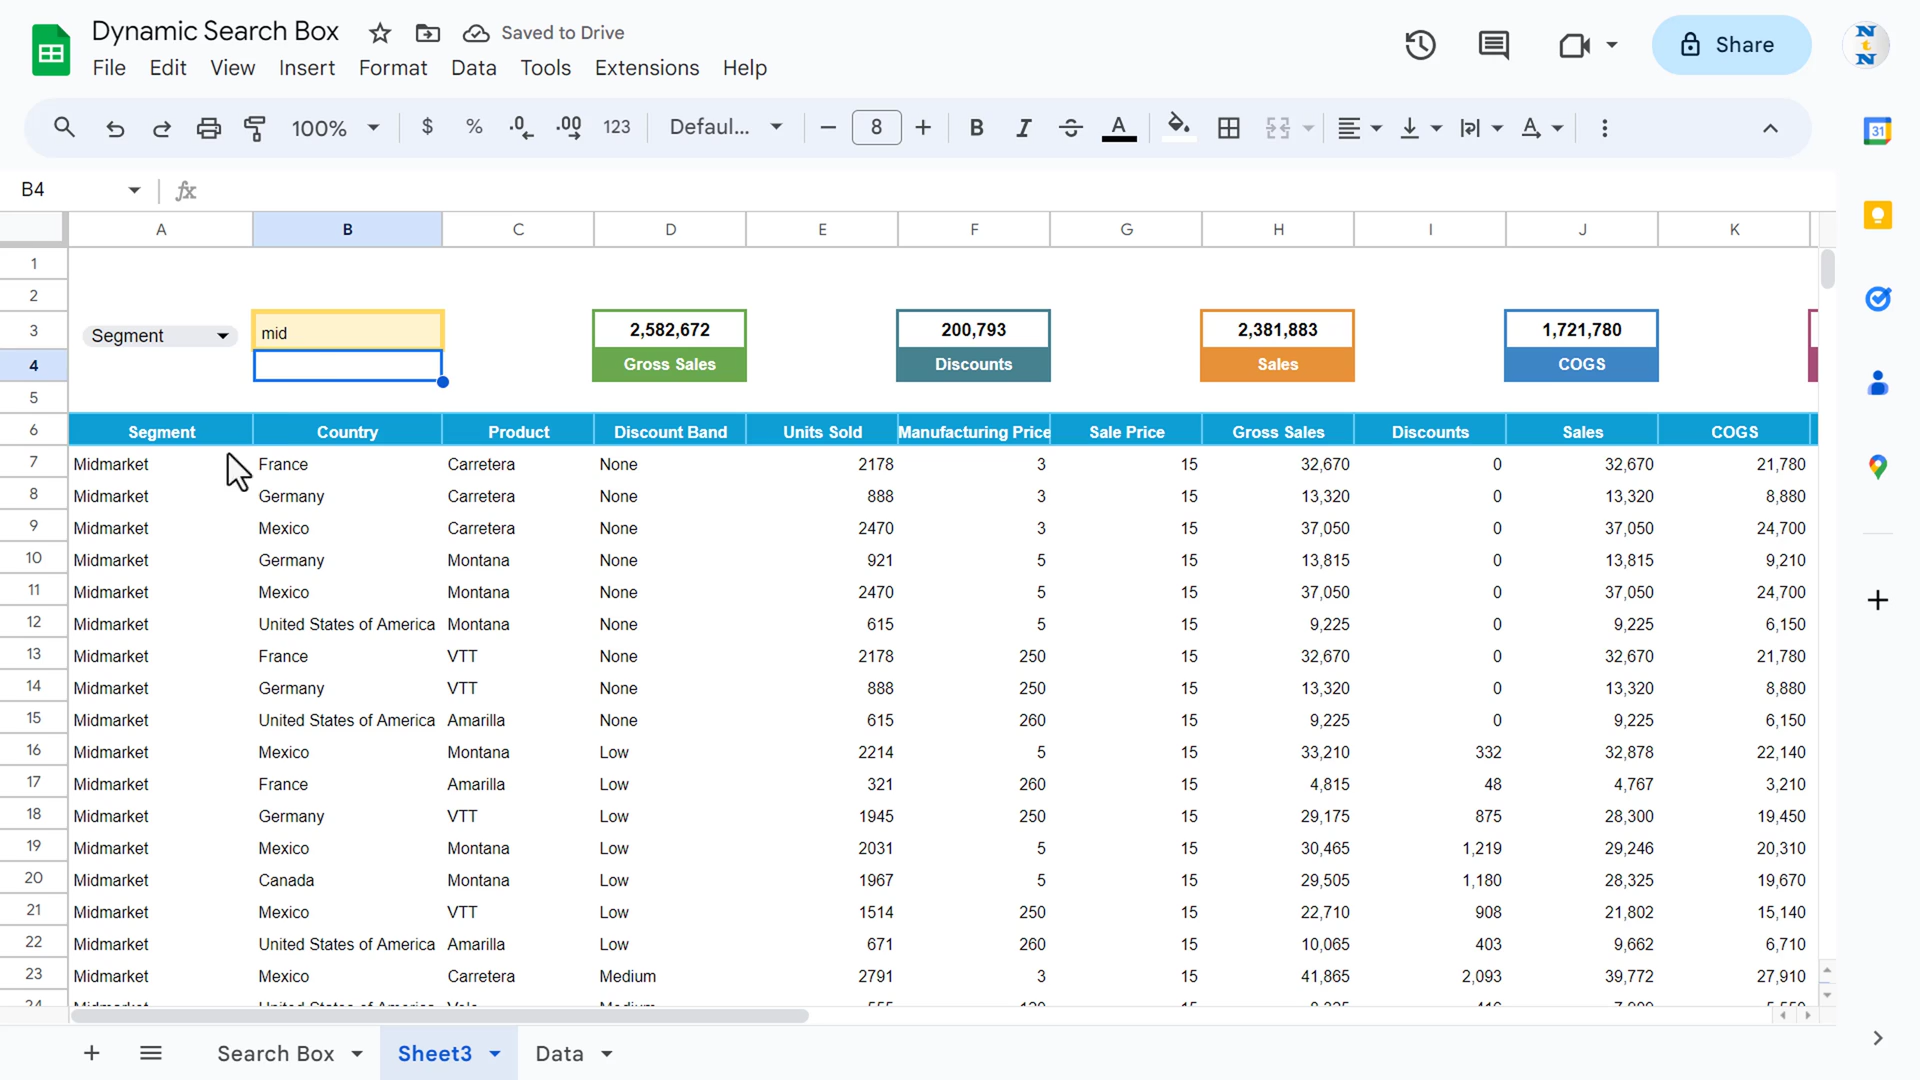 Dynamic Search Box Saved to Drive Share
File Edit View Insert Format Data Tools Extensions Help
100% $ % .0 .00 123 Defaul... 8 B I S A A
31
B4 fx
A B C D E F G H I J K
1
2
3 Segment mid 2,582,672 200,793 2,381,883 1,721,780
4 Gross Sales Discounts Sales COGS
5
6 Segment Country Product Discount Band Units Sold Manufacturing Price Sale Price Gross Sales Discounts Sales COGS
7 Midmarket France Carretera None 2178 3 15 32,670 0 32,670 21,780
8 Midmarket Germany Carretera None 888 3 15 13,320 0 13,320 8,880
9 Midmarket Mexico Carretera None 2470 3 15 37,050 0 37,050 24,700
10 Midmarket Germany Montana None 921 5 15 13,815 0 13,815 9,210
11 Midmarket Mexico Montana None 2470 5 15 37,050 0 37,050 24,700
12 Midmarket United States of America Montana None 615 5 15 9,225 0 9,225 6,150
13 Midmarket France VTT None 2178 250 15 32,670 0 32,670 21,780
14 Midmarket Germany VTT None 888 250 15 13,320 0 13,320 8,880
15 Midmarket United States of America Amarilla None 615 260 15 9,225 0 9,225 6,150
16 Midmarket Mexico Montana Low 2214 5 15 33,210 332 32,878 22,140
17 Midmarket France Amarilla Low 321 260 15 4,815 48 4,767 3,210
18 Midmarket Germany VTT Low 1945 250 15 29,175 875 28,300 19,450
19 Midmarket Mexico Montana Low 2031 5 15 30,465 1,219 29,246 20,310
20 Midmarket Canada Montana Low 1967 5 15 29,505 1,180 28,325 19,670
21 Midmarket Mexico VTT Low 1514 250 15 22,710 908 21,802 15,140
22 Midmarket United States of America Amarilla Low 671 260 15 10,065 403 9,662 6,710
23 Midmarket Mexico Carretera Medium 2791 3 15 41,865 2,093 39,772 27,910
Search Box Sheet3 Data